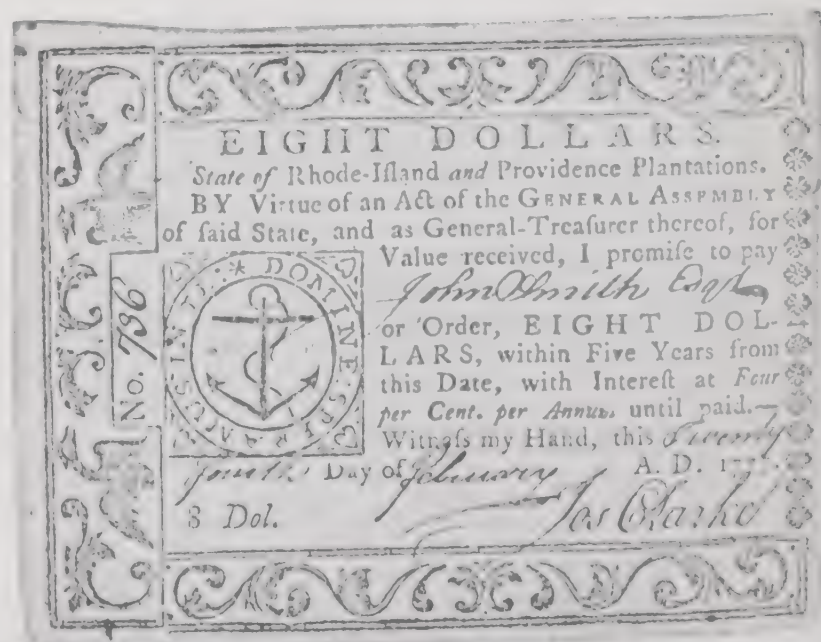 EIGHT DOLLARS.
State of Rhode-Iſland and Providence Plantations.
BY Virtue of an Act of the GENERAL ASSEMBLY
of ſaid State, and as General-Treaſurer thereof, for
Value received, I promiſe to pay
John Smith Esqr
or Order, EIGHT DOL-
LARS, within Five Years from
this Date, with Intereſt at Four
per Cent. per Annum, until paid.—
Witneſs my Hand, this Twenty
fourth Day of February A. D.
8 Dol. Jos Clarke
No. 736
IN TE * DOMINE SPERAMUS